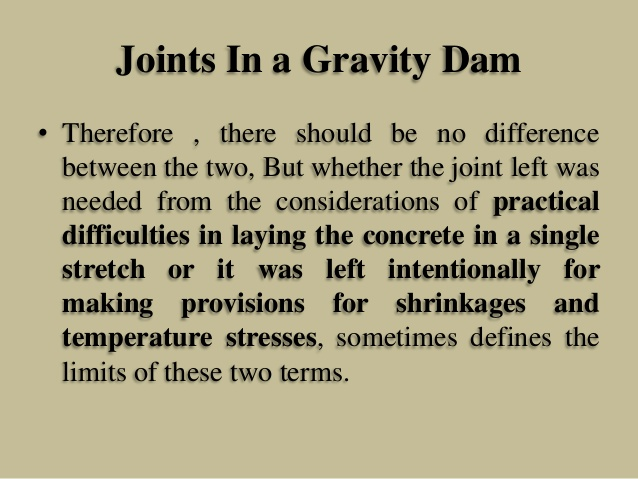 Joints In a Gravity Dam
• Therefore , there should be no difference
between the two, But whether the joint left was
needed from the considerations of practical
difficulties in laying the concrete in a single
stretch or it was left intentionally for
making provisions for shrinkages and
temperature stresses, sometimes defines the
limits of these two terms.